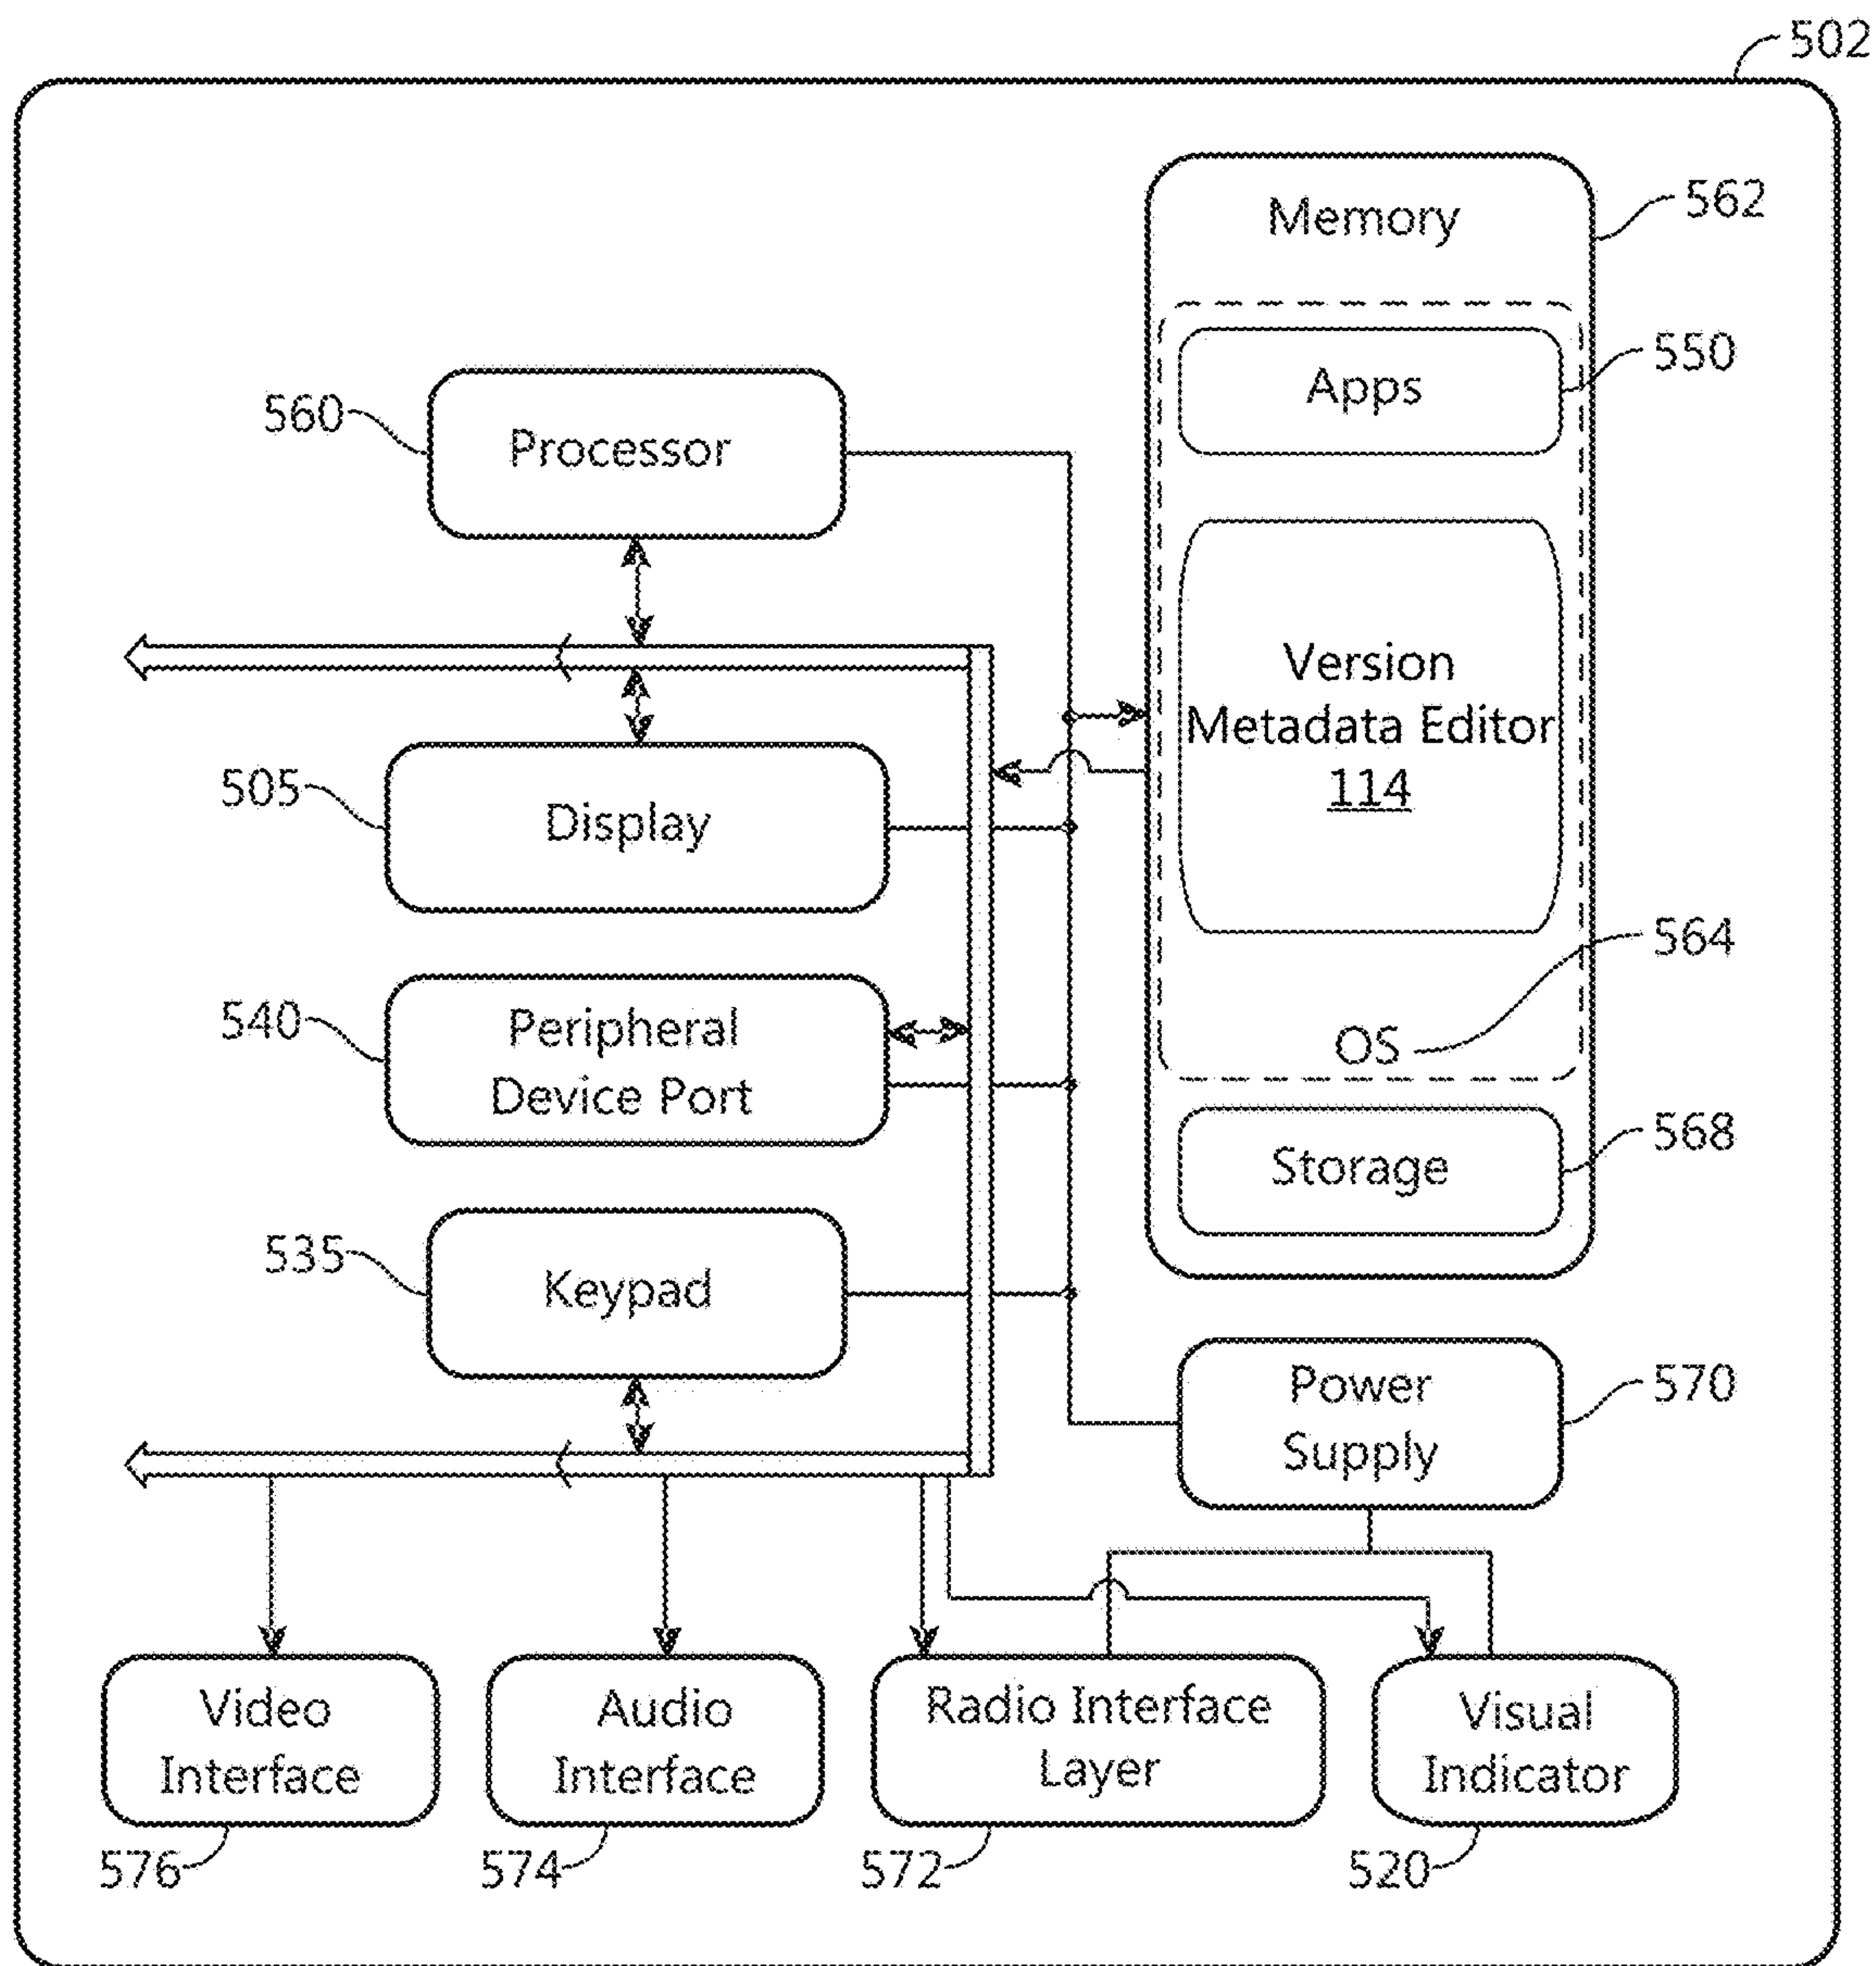 502
Memory
562
Apps
550
560
Processor
Version
Metadata Editor
114
505
Display
564
540
Peripheral
Device Port
OS
568
Storage
535
Keypad
Power
Supply
570
Video
Interface
Audio
Interface
Radio Interface
Layer
Visual
Indicator
576
574
572
520